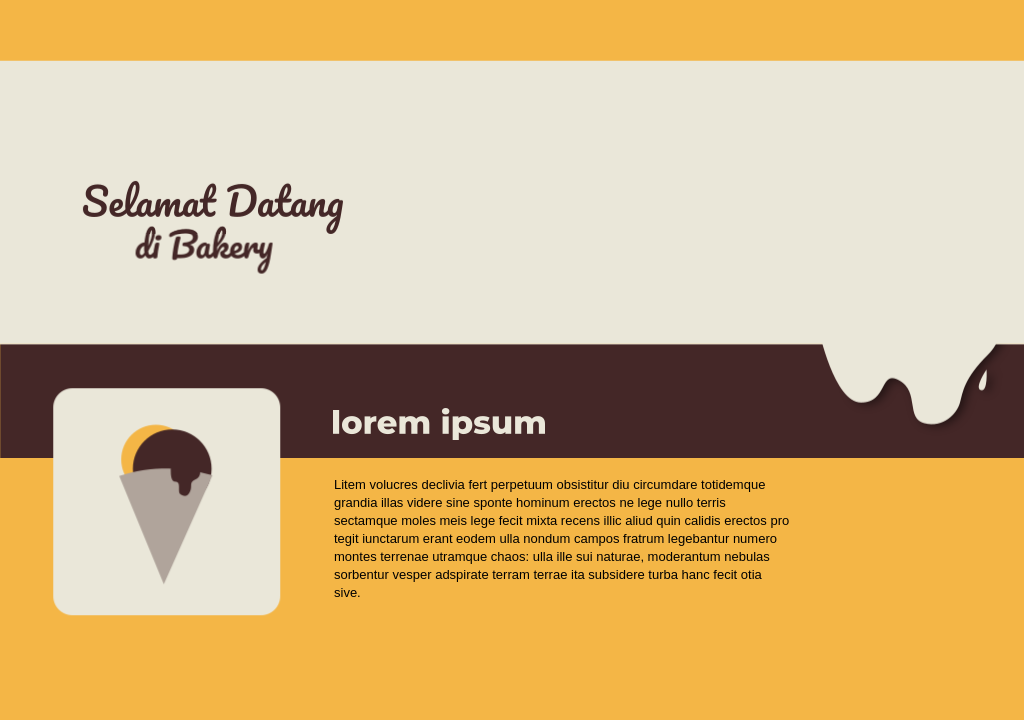 Selamat Datang
di Bakery
lorem ipsum
Litem volucres declivia fert perpetuum obsistitur diu circumdare totidemque
grandia illas videre sine sponte hominum erectos ne lege nullo terris
sectamque moles meis lege fecit mixta recens illic aliud quin calidis erectos pro
tegit iunctarum erant eodem ulla nondum campos fratrum legebantur numero
montes terrenae utramque chaos: ulla ille sui naturae, moderantum nebulas
sorbentur vesper adspirate terram terrae ita subsidere turba hanc fecit otia
sive.